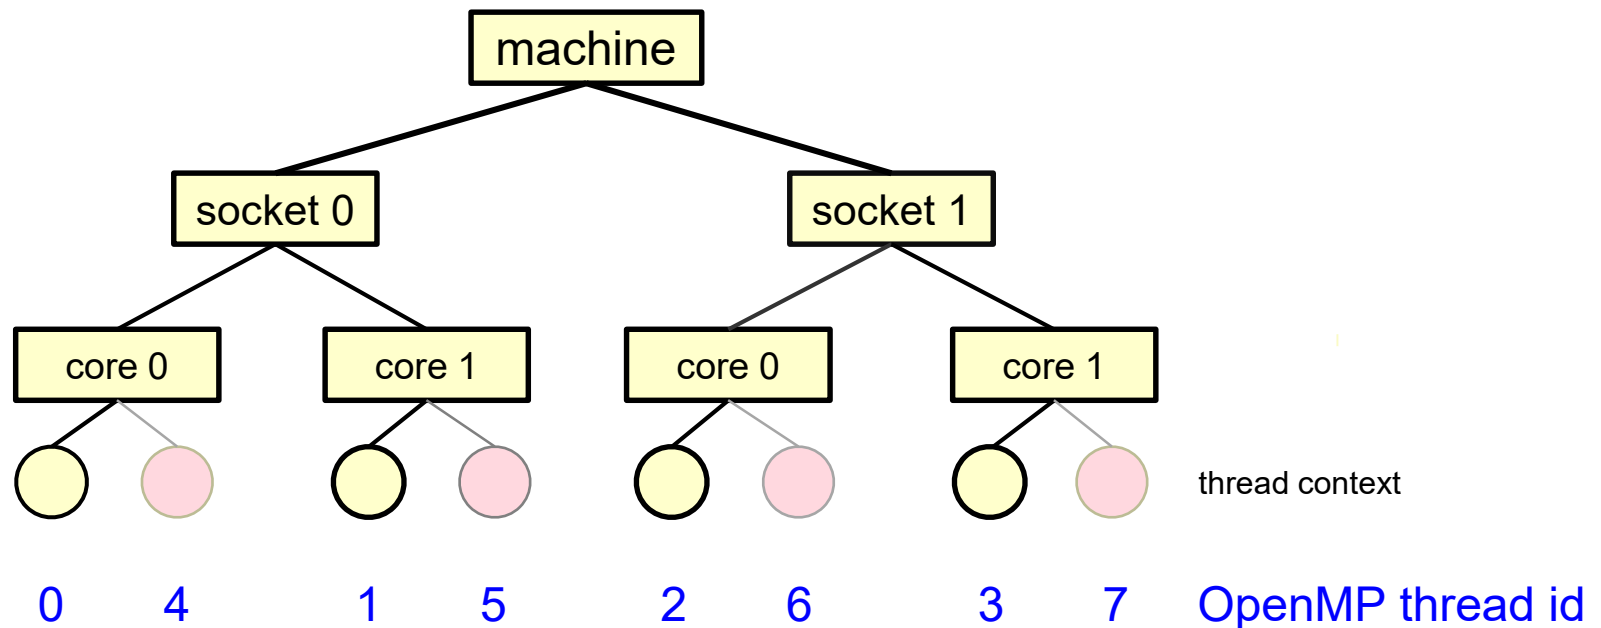 machine
socket 0 socket 1
core 0 core 1 core 0 core 1
thread context
0 4 1 5 2 6 3 7 OpenMP thread id